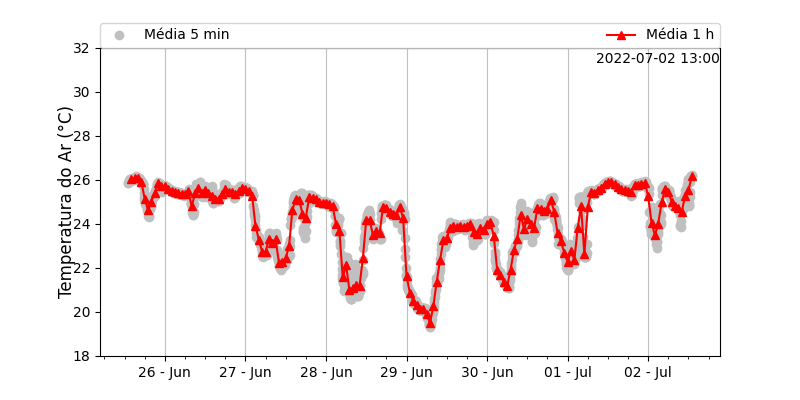 Média 5 min
Média 1 h
2022-07-02 13:00
Temperatura do Ar (°C)
32
30
28
26
24
22
20
18
26 - Jun
27 - Jun
28 - Jun
29 - Jun
30 - Jun
01 - Jul
02 - Jul